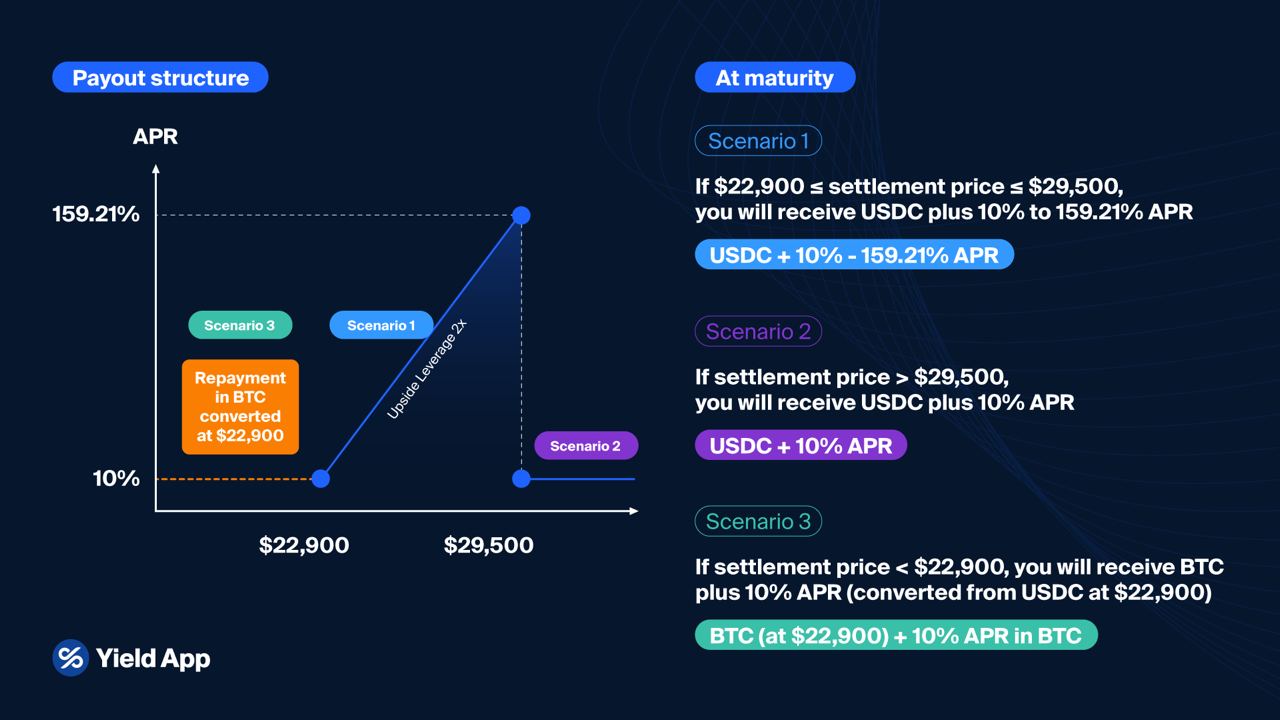 Payout structure
APR
159.21%
Scenario 3
Scenario 1
Upside Leverage 2x
Repayment
in BTC
converted
at $22,900
Scenario 2
10%
$22,900
$29,500
Yield App
At maturity
Scenario 1
If $22,900 ≤ settlement price ≤ $29,500,
you will receive USDC plus 10% to 159.21% APR
USDC + 10% - 159.21% APR
Scenario 2
If settlement price > $29,500,
you will receive USDC plus 10% APR
USDC + 10% APR
Scenario 3
If settlement price < $22,900, you will receive BTC
plus 10% APR (converted from USDC at $22,900)
BTC (at $22,900) + 10% APR in BTC